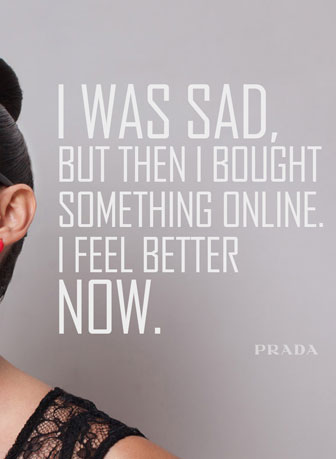 I WAS SAD,
BUT THEN I BOUGHT
SOMETHING ONLINE.
I FEEL BETTER
NOW.
PRADA